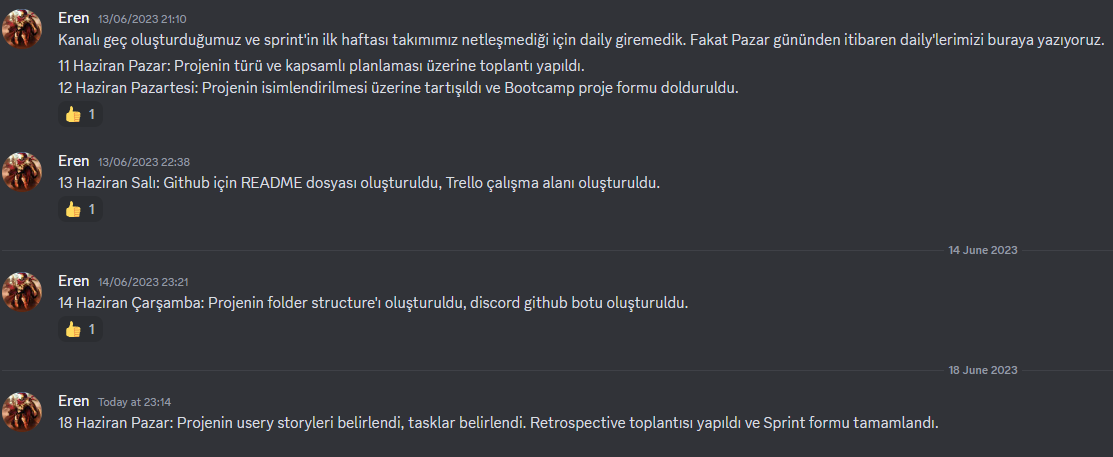 Eren 13/06/2023 21:10
Kanalı geç oluşturduğumuz ve sprint'in ilk haftası takımımız netleşmediği için daily giremedik. Fakat Pazar gününden itibaren daily'lerimizi buraya yazıyoruz.
11 Haziran Pazar: Projenin türü ve kapsamlı planlaması üzerine toplantı yapıldı.
12 Haziran Pazartesi: Projenin isimlendirilmesi üzerine tartışıldı ve Bootcamp proje formu dolduruldu.
👍 1
Eren 13/06/2023 22:38
13 Haziran Salı: Github için README dosyası oluşturuldu, Trello çalışma alanı oluşturuldu.
👍 1
14 June 2023
Eren 14/06/2023 23:21
14 Haziran Çarşamba: Projenin folder structure'ı oluşturuldu, discord github botu oluşturuldu.
👍 1
18 June 2023
Eren Today at 23:14
18 Haziran Pazar: Projenin usery storyleri belirlendi, tasklar belirlendi. Retrospective toplantısı yapıldı ve Sprint formu tamamlandı.